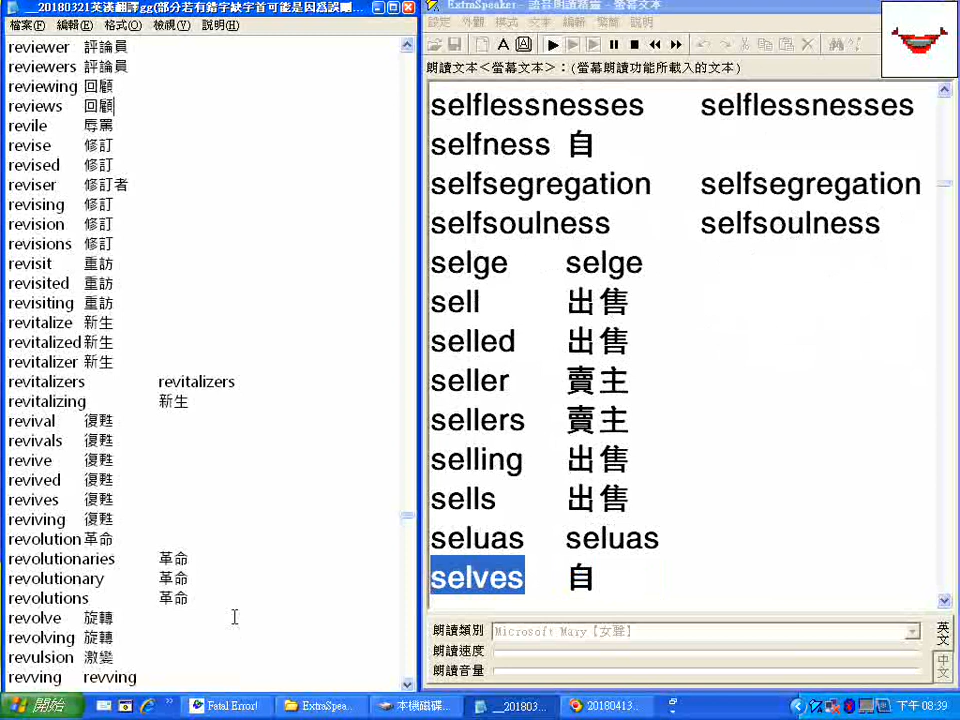 __20180321英漢翻譯gg(部分若有錯字缺字首可能是因爲誤刪...
檔案(F) 編輯(E) 格式(O) 檢視(V) 說明(H)
reviewer 評論員
reviewers 評論員
reviewing 回顧
reviews 回顧
revile 辱罵
revise 修訂
revised 修訂
reviser 修訂者
revising 修訂
revision 修訂
revisions 修訂
revisit 重訪
revisited 重訪
revisiting 重訪
revitalize 新生
revitalized 新生
revitalizer 新生
revitalizers revitalizers
revitalizing 新生
revival 復甦
revivals 復甦
revive 復甦
revived 復甦
revives 復甦
reviving 復甦
revolution 革命
revolutionaries 革命
revolutionary 革命
revolutions 革命
revolve 旋轉
revolving 旋轉
revulsion 激變
revving revving
ExtraSpeaker - 語音朗讀精靈 - 螢幕文本
設定 外觀 模式 文本 編輯 繁簡 說明
朗讀文本<螢幕文本>：(螢幕朗讀功能所載入的文本)
selflessnesses selflessnesses
selfness 自
selfsegregation selfsegregation
selfsoulness selfsoulness
selge selge
sell 出售
selled 出售
seller 賣主
sellers 賣主
selling 出售
sells 出售
seluas seluas
selves 自
朗讀類別 Microsoft Mary【女聲】
朗讀速度
朗讀音量
英文
中文
開始 Fatal Error! ExtraSpea... 本機磁碟... __201803... 20180413... 下午 08:39